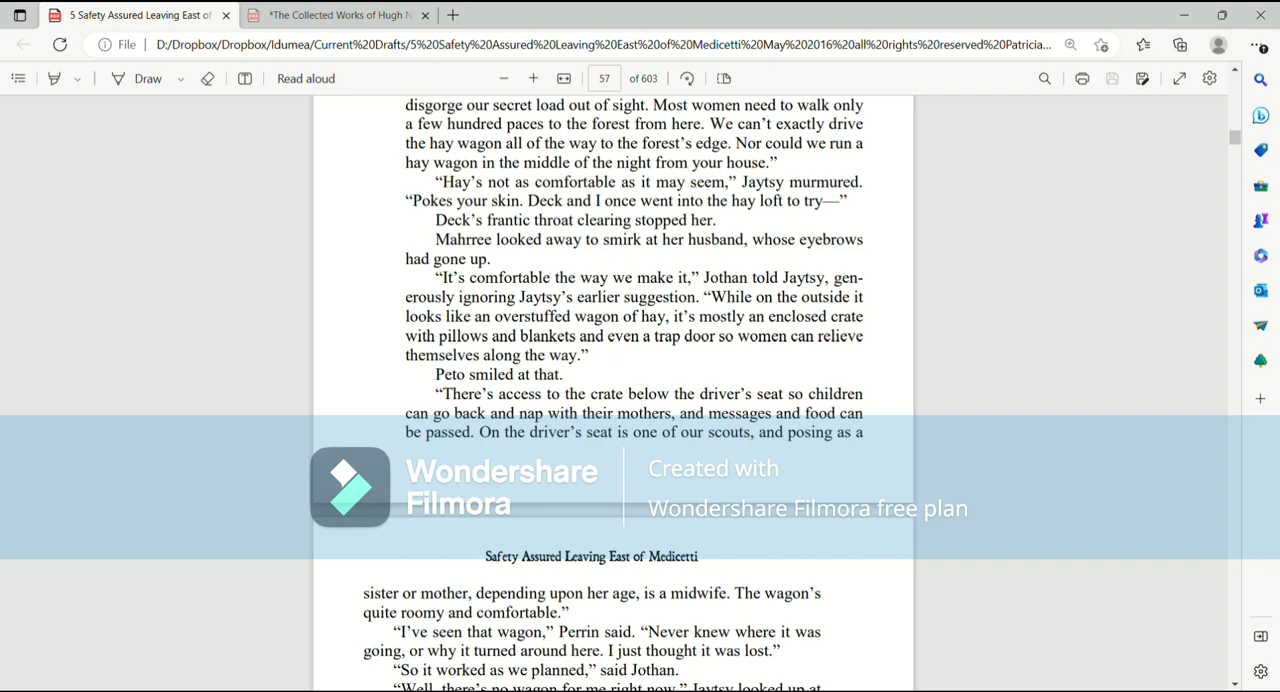 5 Safety Assured Leaving East of
*The Collected Works of Hugh N
File
D:/Dropbox/Dropbox/Idumea/Current%20Drafts/5%20Safety%20Assured%20Leaving%20East%20of%20Medicetti%20May%202016%20all%20rights%20reserved%20Patricia...
Draw
Read aloud
57
of 603
disgorge our secret load out of sight. Most women need to walk only
a few hundred paces to the forest from here. We can’t exactly drive
the hay wagon all of the way to the forest’s edge. Nor could we run a
hay wagon in the middle of the night from your house.”
“Hay’s not as comfortable as it may seem,” Jaytsy murmured.
“Pokes your skin. Deck and I once went into the hay loft to try—”
Deck’s frantic throat clearing stopped her.
Mahrree looked away to smirk at her husband, whose eyebrows
had gone up.
“It’s comfortable the way we make it,” Jothan told Jaytsy, gen-
erously ignoring Jaytsy’s earlier suggestion. “While on the outside it
looks like an overstuffed wagon of hay, it’s mostly an enclosed crate
with pillows and blankets and even a trap door so women can relieve
themselves along the way.”
Peto smiled at that.
“There’s access to the crate below the driver’s seat so children
can go back and nap with their mothers, and messages and food can
be passed. On the driver’s seat is one of our scouts, and posing as a
Wondershare
Filmora
Created with
Wondershare Filmora free plan
Safety Assured Leaving East of Medicetti
sister or mother, depending upon her age, is a midwife. The wagon’s
quite roomy and comfortable.”
“I’ve seen that wagon,” Perrin said. “Never knew where it was
going, or why it turned around here. I just thought it was lost.”
“So it worked as we planned,” said Jothan.
“Well, there’s no wagon for me right now,” Jaytsy looked up at